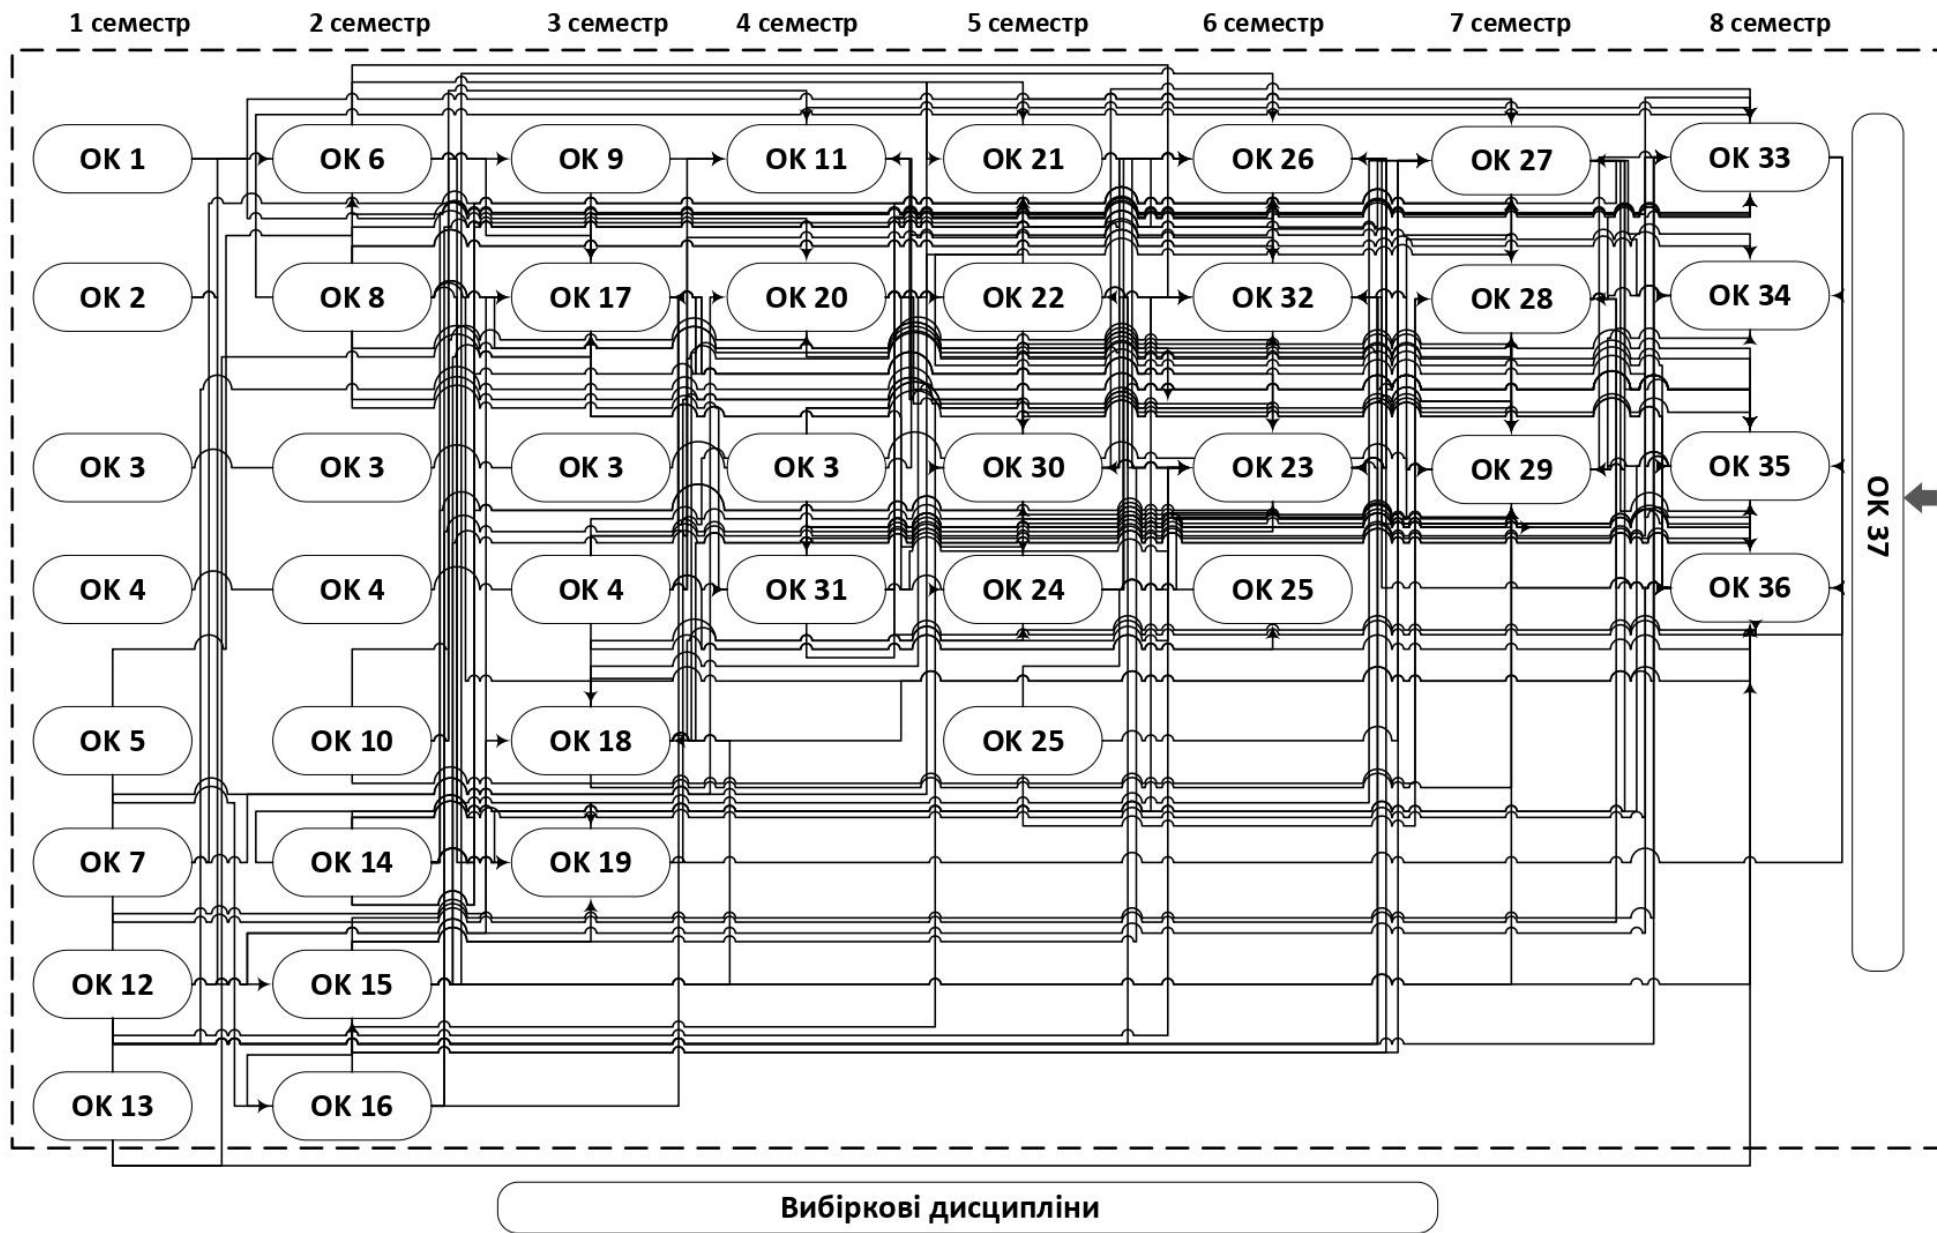 1 семестр 2 семестр 3 семестр 4 семестр 5 семестр 6 семестр 7 семестр 8 семестр
ОК 1 ОК 6 ОК 9 ОК 11 ОК 21 ОК 26 ОК 27 ОК 33
ОК 2 ОК 8 ОК 17 ОК 20 ОК 22 ОК 32 ОК 28 ОК 34
ОК 3 ОК 3 ОК 3 ОК 3 ОК 30 ОК 23 ОК 29 ОК 35
ОК 37
ОК 4 ОК 4 ОК 4 ОК 31 ОК 24 ОК 25 ОК 36
ОК 5 ОК 10 ОК 18 ОК 25
ОК 7 ОК 14 ОК 19
ОК 12 ОК 15
ОК 13 ОК 16
Вибіркові дисципліни